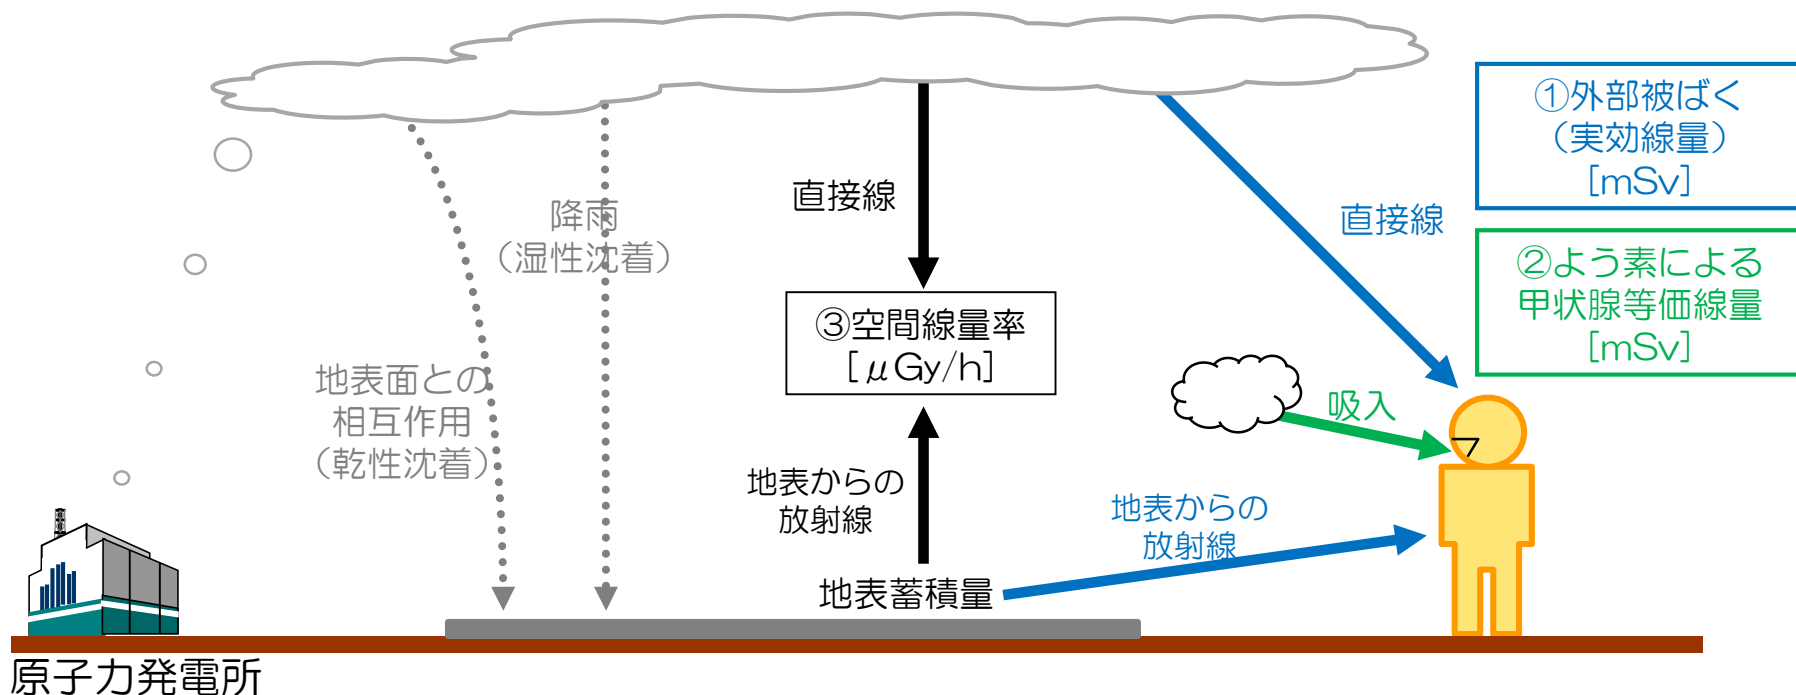 ①外部被ばく
(実効線量)
[mSv]
直接線
直接線
降雨
(湿性沈着)
②よう素による
甲状腺等価線量
[mSv]
③空間線量率
[μGy/h]
地表面との
相互作用
(乾性沈着)
吸入
地表からの
放射線
地表からの
放射線
地表蓄積量
原子力発電所